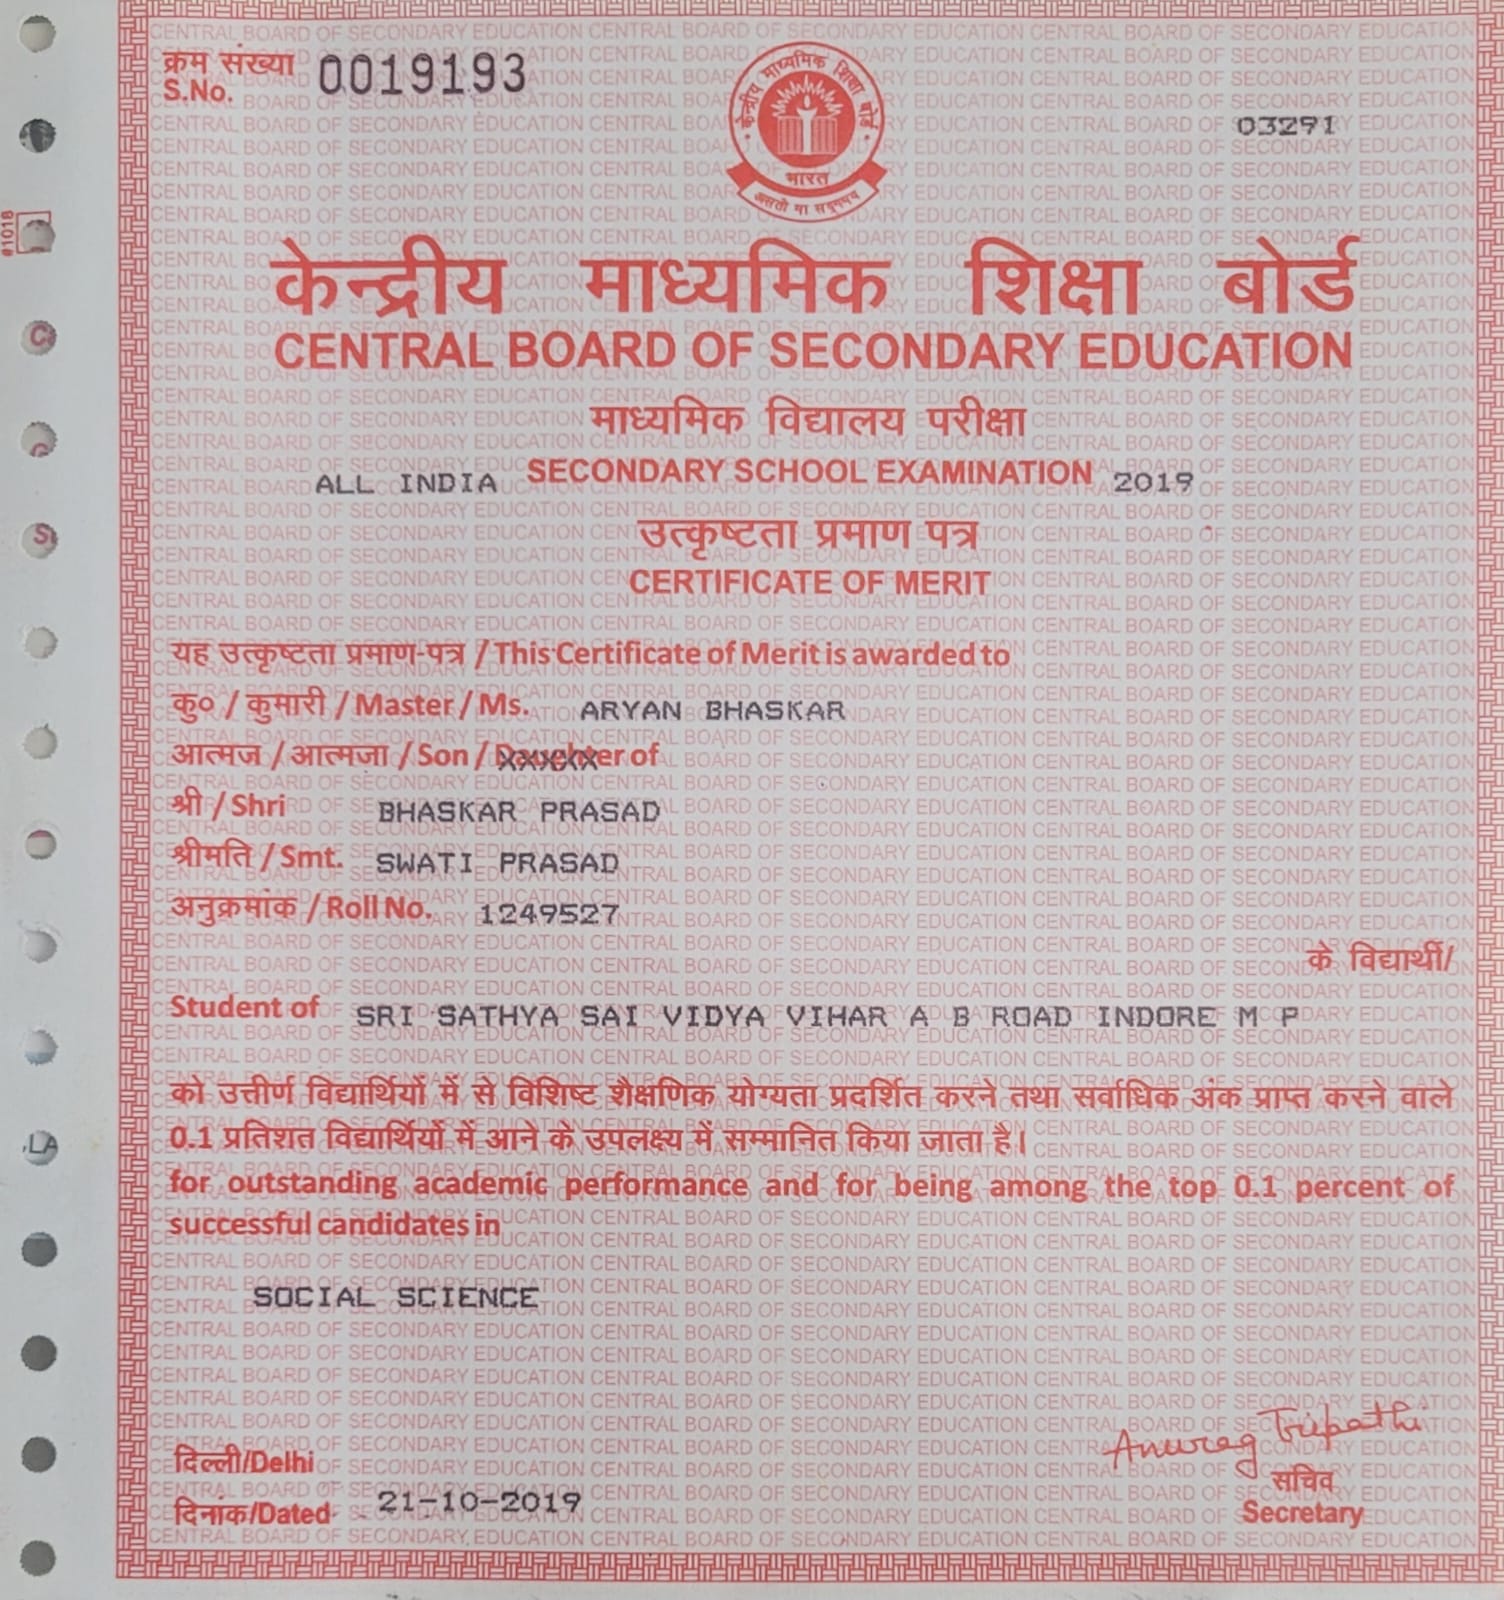 क्रम संख्या
S.No. 0019193
केन्द्रीय माध्यमिक शिक्षा बोर्ड
भारत
असतो मा सद्गमय
03291
केन्द्रीय माध्यमिक शिक्षा बोर्ड
CENTRAL BOARD OF SECONDARY EDUCATION
माध्यमिक विद्यालय परीक्षा
ALL INDIA SECONDARY SCHOOL EXAMINATION 2019
उत्कृष्टता प्रमाण पत्र
CERTIFICATE OF MERIT
यह उत्कृष्टता प्रमाण-पत्र / This Certificate of Merit is awarded to
कु० / कुमारी / Master / Ms. ARYAN BHASKAR
आत्मज / आत्मजा / Son / Daughter of
श्री / Shri BHASKAR PRASAD
श्रीमति / Smt. SWATI PRASAD
अनुक्रमांक / Roll No. 1249527
के विद्यार्थी/
Student of SRI SATHYA SAI VIDYA VIHAR A B ROAD INDORE M P
को उत्तीर्ण विद्यार्थियों में से विशिष्ट शैक्षणिक योग्यता प्रदर्शित करने तथा सर्वाधिक अंक प्राप्त करने वाले
0.1 प्रतिशत विद्यार्थियों में आने के उपलक्ष्य में सम्मानित किया जाता है।
for outstanding academic performance and for being among the top 0.1 percent of
successful candidates in
SOCIAL SCIENCE
Anurag Tripathi
दिल्ली/Delhi
सचिव
दिनांक/Dated 21-10-2019
Secretary
#1018